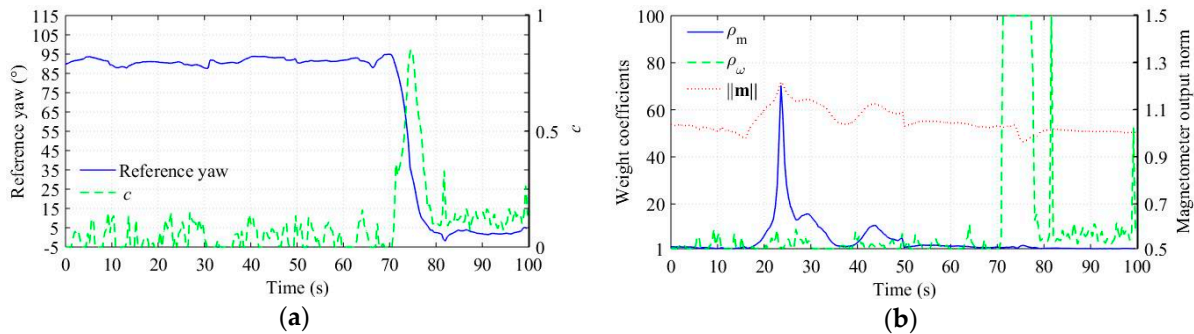 115
105
95
85
75
65
55
45
35
25
15
5
-5
Reference yaw (°)
1
0.5
0
c
Reference yaw
c
0 10 20 30 40 50 60 70 80 90 100
Time (s)
(a)
100
80
60
40
20
1
Weight coefficients
1.5
1.3
1.1
0.9
0.7
0.5
Magnetometer output norm
ρm
ρω
||m||
0 10 20 30 40 50 60 70 80 90 100
Time (s)
(b)